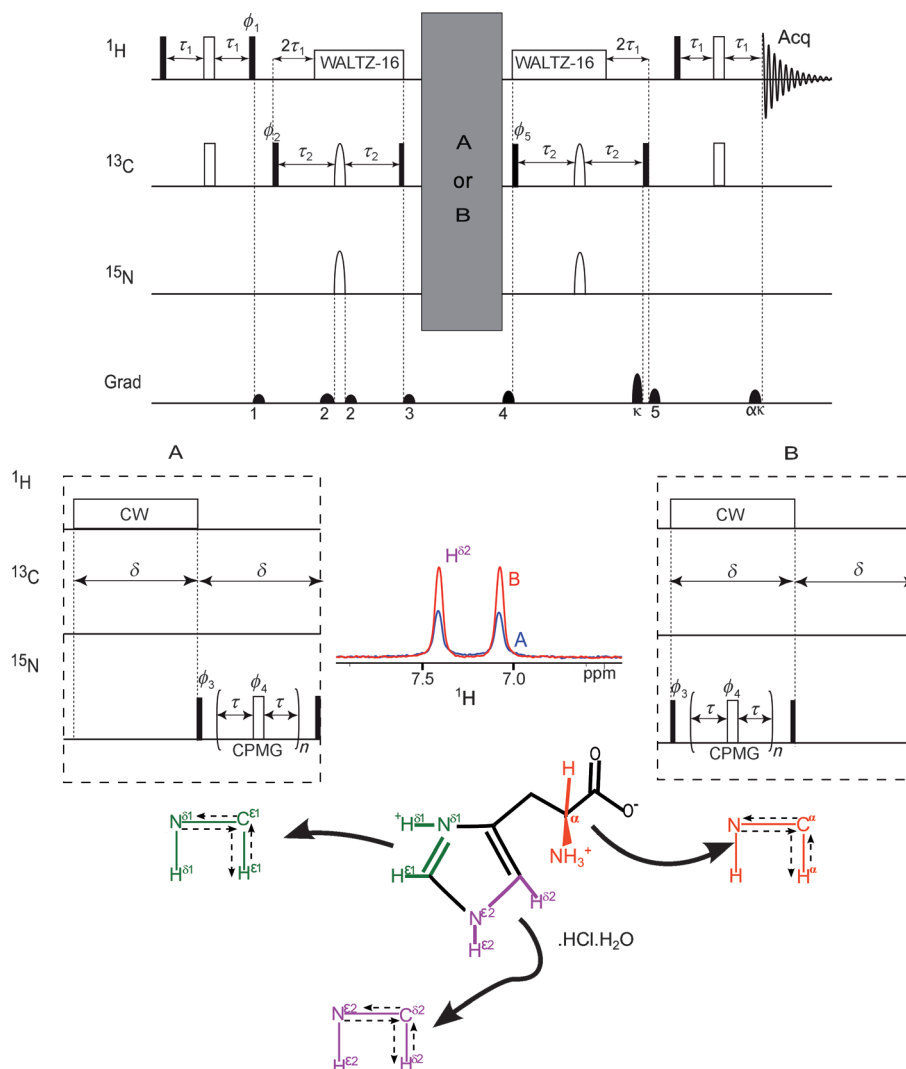 ϕ1
1H τ1 τ1 2τ1 WALTZ-16 WALTZ-16 2τ1 τ1 τ1 Acq
ϕ2 ϕ5
13C τ2 τ2 A or B τ2 τ2
15N
Grad
1 2 2 3 4 κ 5 ακ
A B
1H
CW CW
13C δ δ δ δ
Hδ2
B
A
15N
7.5 7.0 ppm
1H
ϕ3 τ ϕ4 τ n
CPMG
ϕ3 τ ϕ4 τ n
CPMG
H O
O-
α
NH3+
+Hδ1 Nδ1
Hε1
Hδ2
Nε2
Hε2
.HCl.H2O
Nδ1 Cε1
Hδ1 Hε1
N Cα
H Hα
Nε2 Cδ2
Hε2 Hδ2